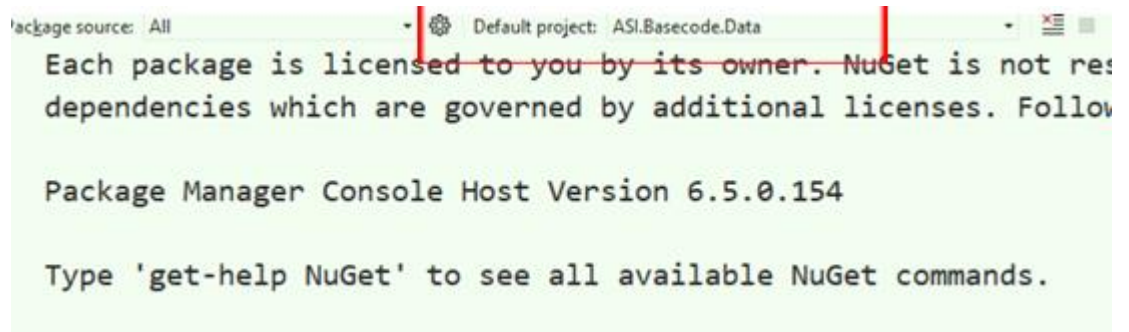 Package source: All Default project: ASI.Basecode.Data
Each package is licensed to you by its owner. NuGet is not res
dependencies which are governed by additional licenses. Follow
Package Manager Console Host Version 6.5.0.154
Type 'get-help NuGet' to see all available NuGet commands.